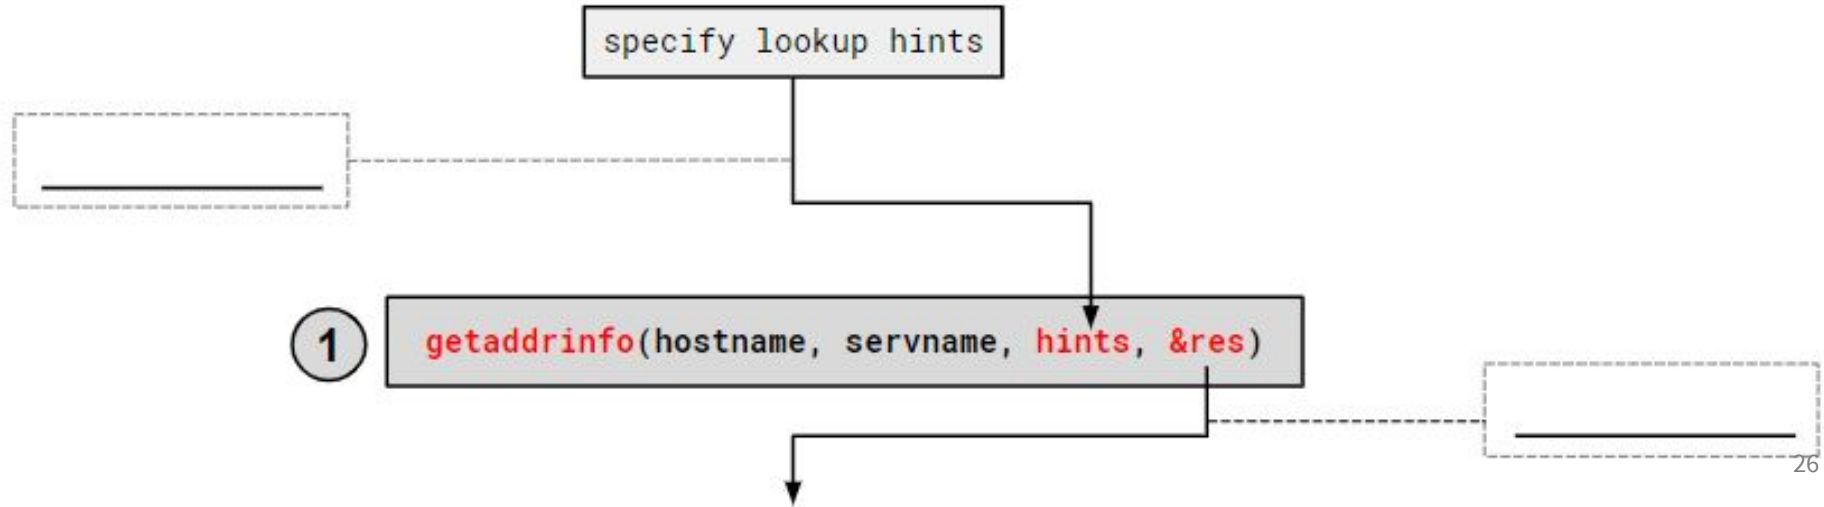 specify lookup hints
1
getaddrinfo(hostname, servname, hints, &res)
26